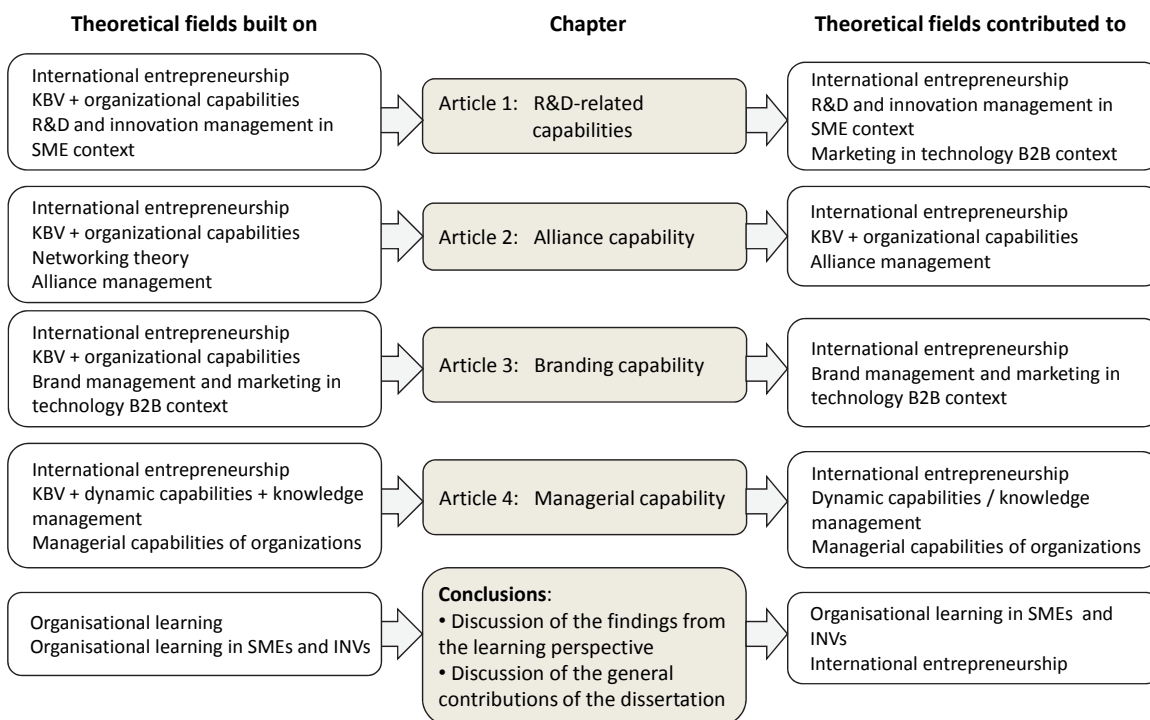 Theoretical fields built on
Chapter
Theoretical fields contributed to
International entrepreneurship
KBV + organizational capabilities
R&D and innovation management in
SME context
Article 1: R&D-related
capabilities
International entrepreneurship
R&D and innovation management in
SME context
Marketing in technology B2B context
International entrepreneurship
KBV + organizational capabilities
Networking theory
Alliance management
Article 2: Alliance capability
International entrepreneurship
KBV + organizational capabilities
Alliance management
International entrepreneurship
KBV + organizational capabilities
Brand management and marketing in
technology B2B context
Article 3: Branding capability
International entrepreneurship
Brand management and marketing in
technology B2B context
International entrepreneurship
KBV + dynamic capabilities + knowledge
management
Managerial capabilities of organizations
Article 4: Managerial capability
International entrepreneurship
Dynamic capabilities / knowledge
management
Managerial capabilities of organizations
Organisational learning
Organisational learning in SMEs and INVs
Conclusions:
• Discussion of the findings from
the learning perspective
• Discussion of the general
contributions of the dissertation
Organisational learning in SMEs and
INVs
International entrepreneurship